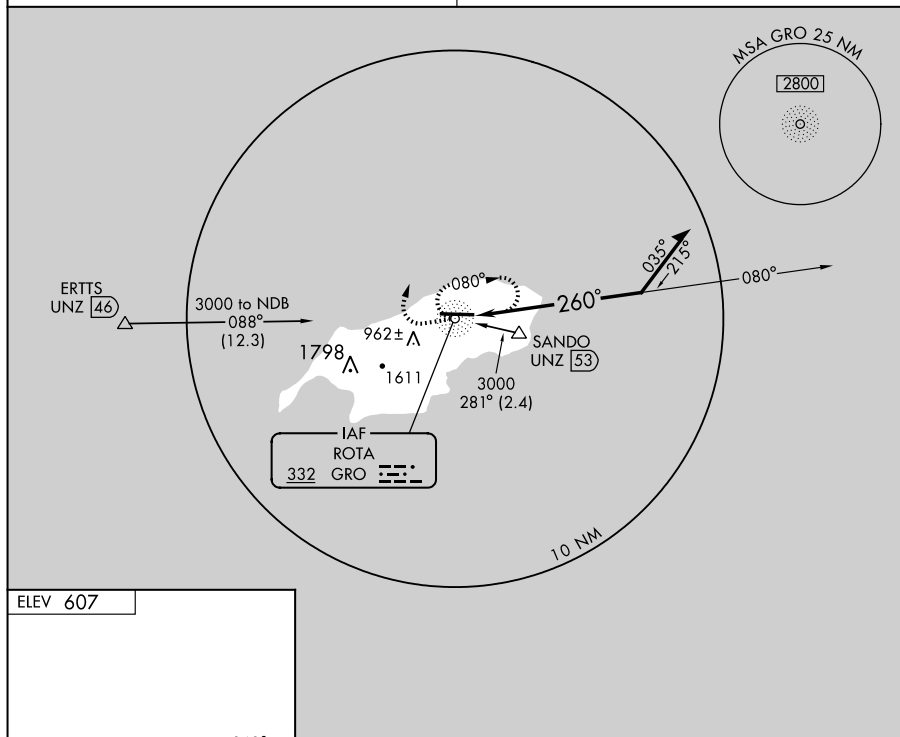 MSA GRO 25 NM
2800
ERTTS
UNZ 46
3000 to NDB
088°
(12.3)
080°
035°
215°
080°
260°
962±
1798
1611
SANDO
UNZ 53
3000
281° (2.4)
IAF
ROTA
332 GRO
10 NM
ELEV 607